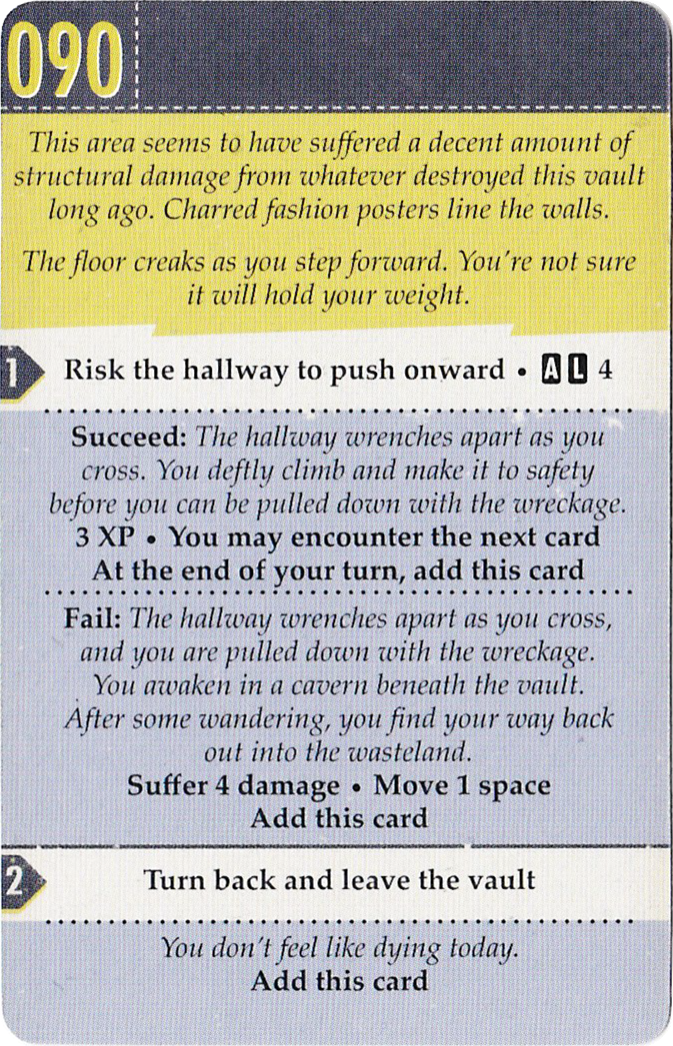 090
This area seems to have suffered a decent amount of
structural damage from whatever destroyed this vault
long ago. Charred fashion posters line the walls.
The floor creaks as you step forward. You're not sure
it will hold your weight.
1 Risk the hallway to push onward • A L 4
Succeed: The hallway wrenches apart as you
cross. You deftly climb and make it to safety
before you can be pulled down with the wreckage.
3 XP • You may encounter the next card
At the end of your turn, add this card
Fail: The hallway wrenches apart as you cross,
and you are pulled down with the wreckage.
You awaken in a cavern beneath the vault.
After some wandering, you find your way back
out into the wasteland.
Suffer 4 damage • Move 1 space
Add this card
2 Turn back and leave the vault
You don't feel like dying today.
Add this card